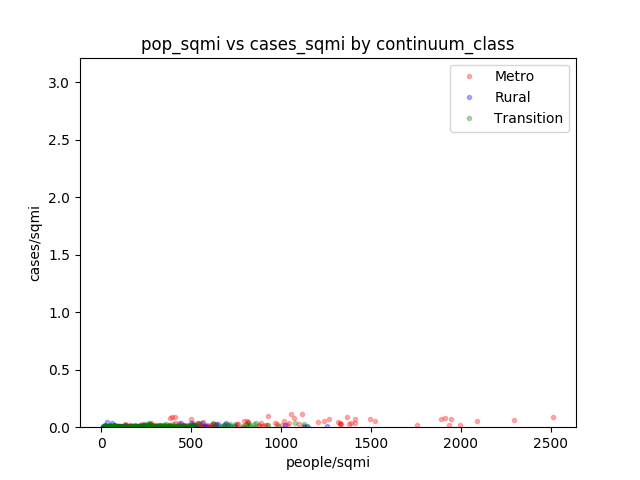 pop_sqmi vs cases_sqmi by continuum_class
Metro
Rural
Transition
3.0
2.5
2.0
1.5
1.0
0.5
0.0
cases/sqmi
0 500 1000 1500 2000 2500
people/sqmi